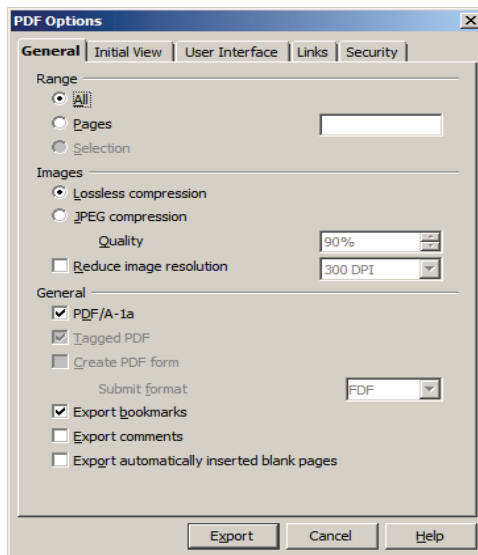 PDF Options
General Initial View User Interface Links Security
Range
All
Pages
Selection
Images
Lossless compression
JPEG compression
Quality 90%
Reduce image resolution 300 DPI
General
PDF/A-1a
Tagged PDF
Create PDF form
Submit format FDF
Export bookmarks
Export comments
Export automatically inserted blank pages
Export Cancel Help